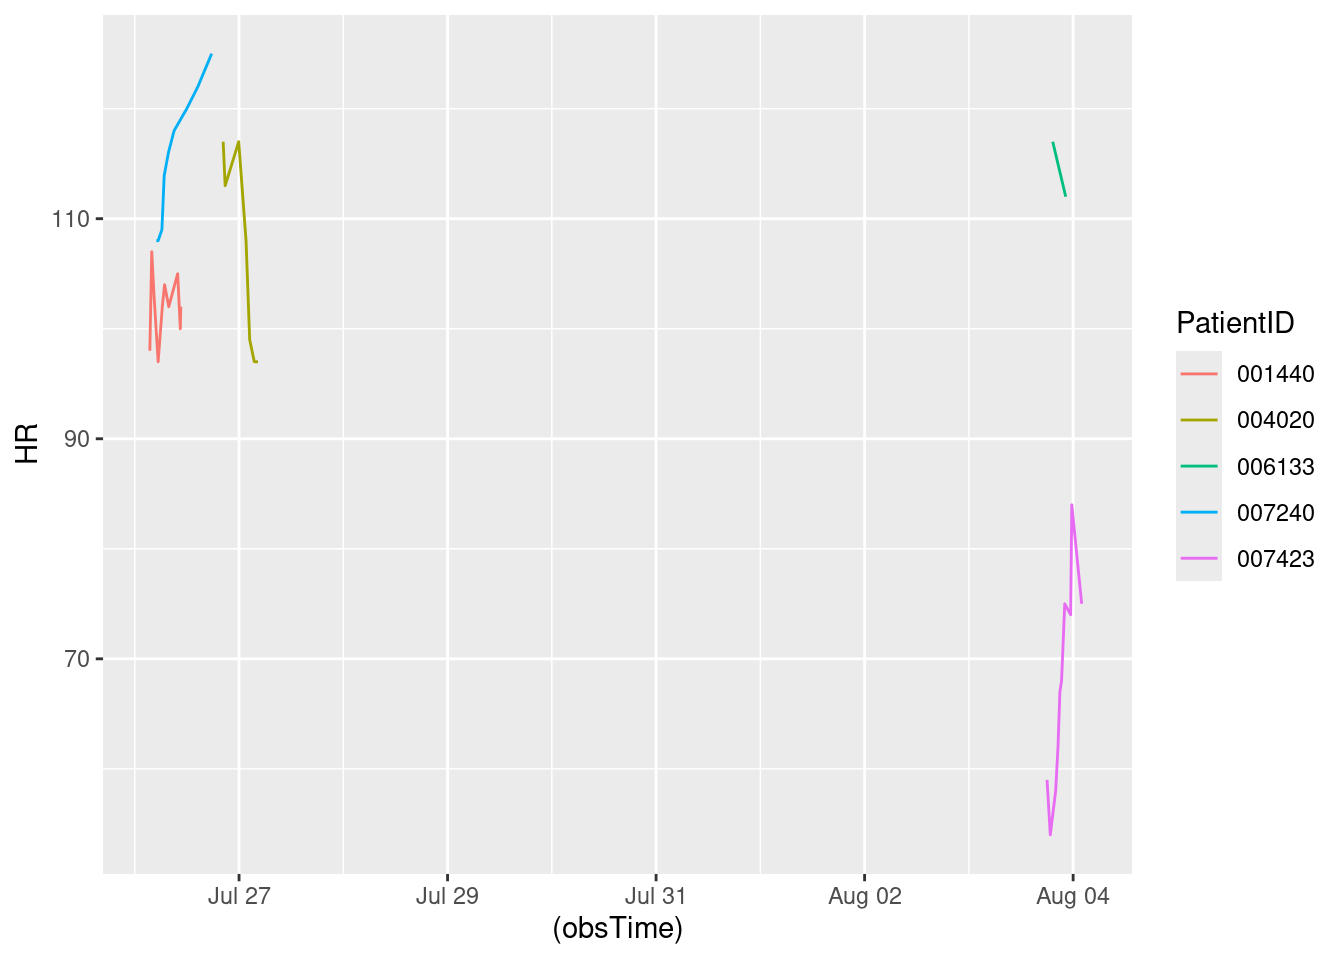 110
90
70
HR
Jul 27
Jul 29
Jul 31
Aug 02
Aug 04
(obsTime)
PatientID
001440
004020
006133
007240
007423